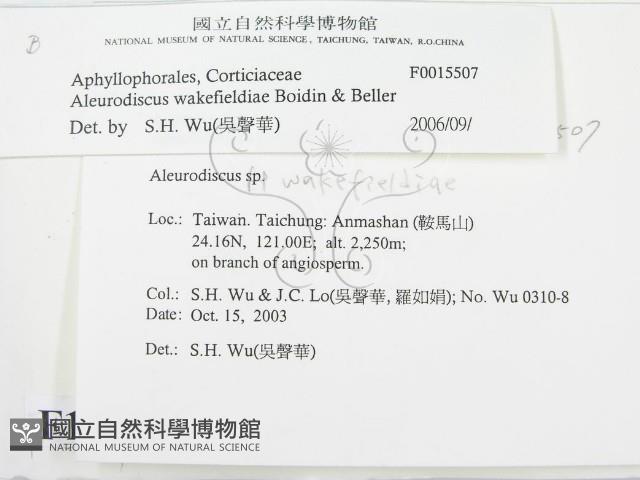 國立自然科學博物館
B
NATIONAL MUSEUM OF NATURAL SCIENCE, TAICHUNG, TAIWAN, R.O.CHINA
Aphyllophorales, Corticiaceae F0015507
Aleurodiscus wakefieldiae Boidin & Beller
Det. by S.H. Wu(吳聲華) 2006/09/
507
Aleurodiscus sp.
wakefieldiae
Loc.: Taiwan. Taichung: Anmashan (鞍馬山)
24.16N, 121.00E; alt. 2,250m;
on branch of angiosperm.
Col.: S.H. Wu & J.C. Lo(吳聲華, 羅如娟); No. Wu 0310-8
Date: Oct. 15, 2003
Det.: S.H. Wu(吳聲華)
國立自然科學博物館
NATIONAL MUSEUM OF NATURAL SCIENCE